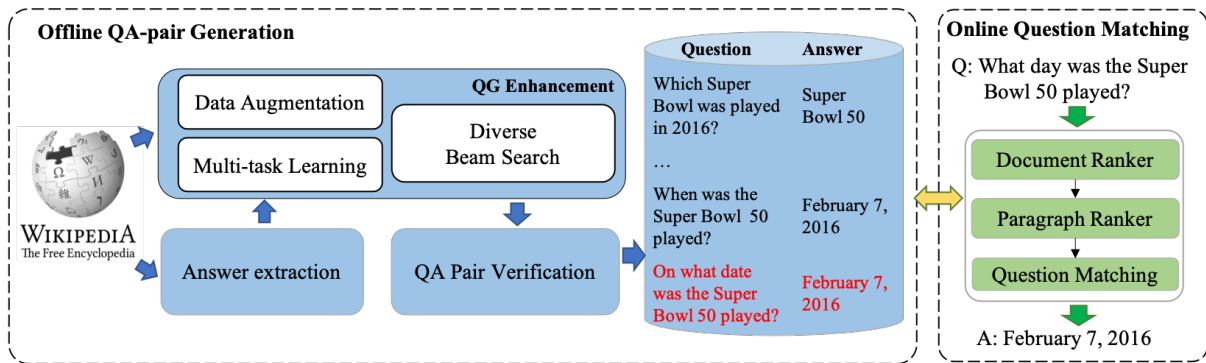 Offline QA-pair Generation
QG Enhancement
Data Augmentation
Multi-task Learning
Diverse
Beam Search
WIKIPEDIA
The Free Encyclopedia
Answer extraction
QA Pair Verification
Question Answer
Which Super
Bowl was played
in 2016?
Super
Bowl 50
…
When was the
Super Bowl 50
played?
February 7,
2016
On what date
was the Super
Bowl 50 played?
February 7,
2016
Online Question Matching
Q: What day was the Super
Bowl 50 played?
Document Ranker
Paragraph Ranker
Question Matching
A: February 7, 2016